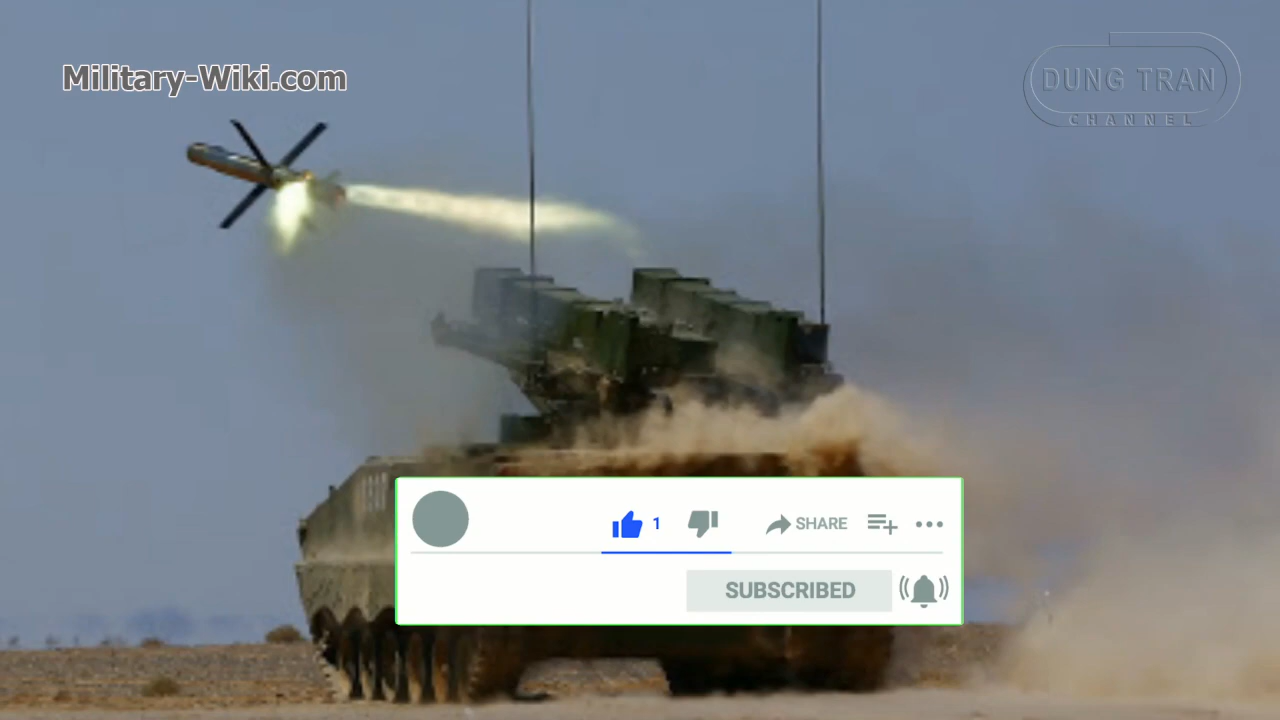 Military-Wiki.com
DUNG TRAN
CHANNEL
1
SHARE
SUBSCRIBED